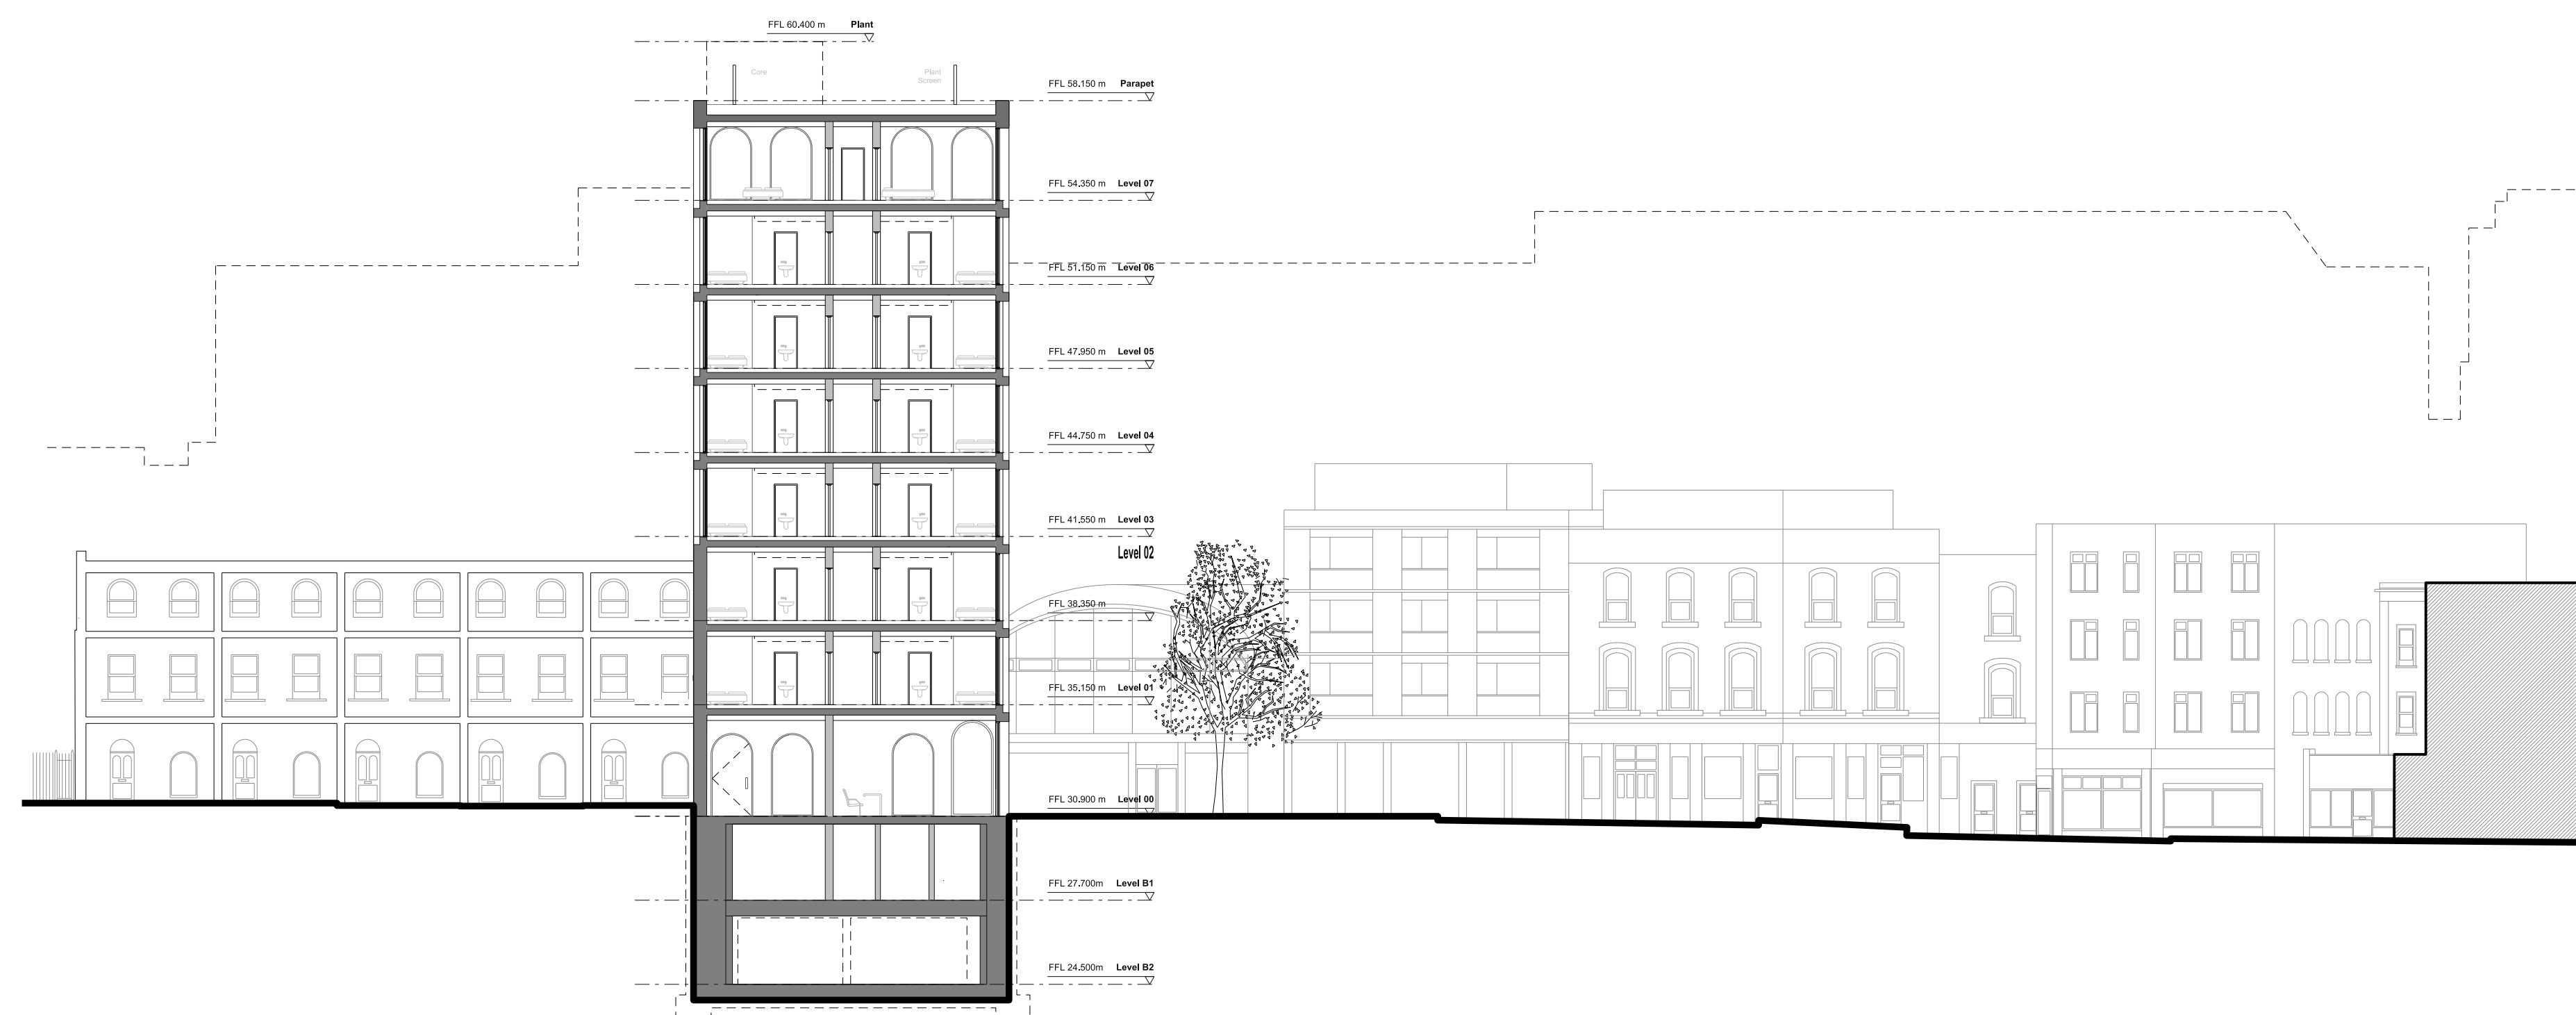 FFL 60.400 m Plant
Core
Plant
Screen
FFL 58.150 m Parapet
FFL 54.350 m Level 07
FFL 51.150 m Level 06
FFL 47.950 m Level 05
FFL 44.750 m Level 04
FFL 41.550 m Level 03
Level 02
FFL 38.350 m
FFL 35.150 m Level 01
FFL 30.900 m Level 00
FFL 27.700m Level B1
FFL 24.500m Level B2